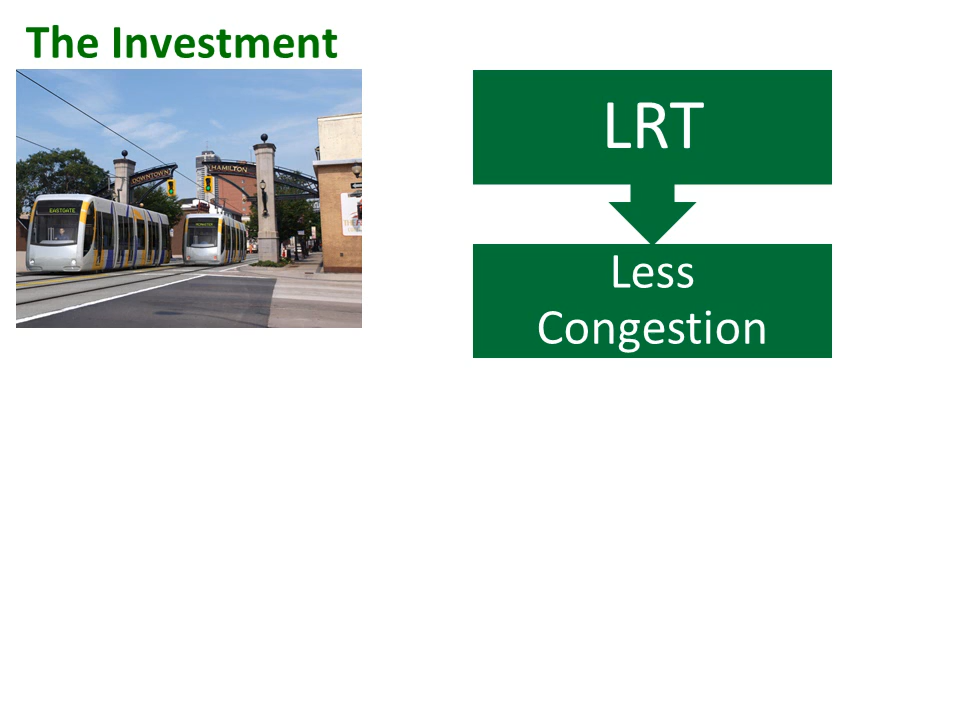 The Investment
DOWNTOWN
HAMILTON
EASTGATE
LRT
Less
Congestion